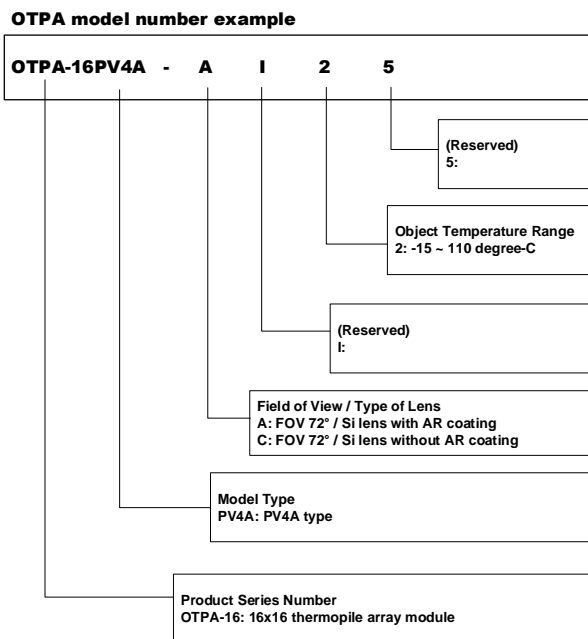 OTPA model number example
OTPA-16PV4A - A I 2 5
(Reserved)
5:
Object Temperature Range
2: -15 ~ 110 degree-C
(Reserved)
I:
Field of View / Type of Lens
A: FOV 72° / Si lens with AR coating
C: FOV 72° / Si lens without AR coating
Model Type
PV4A: PV4A type
Product Series Number
OTPA-16: 16x16 thermopile array module